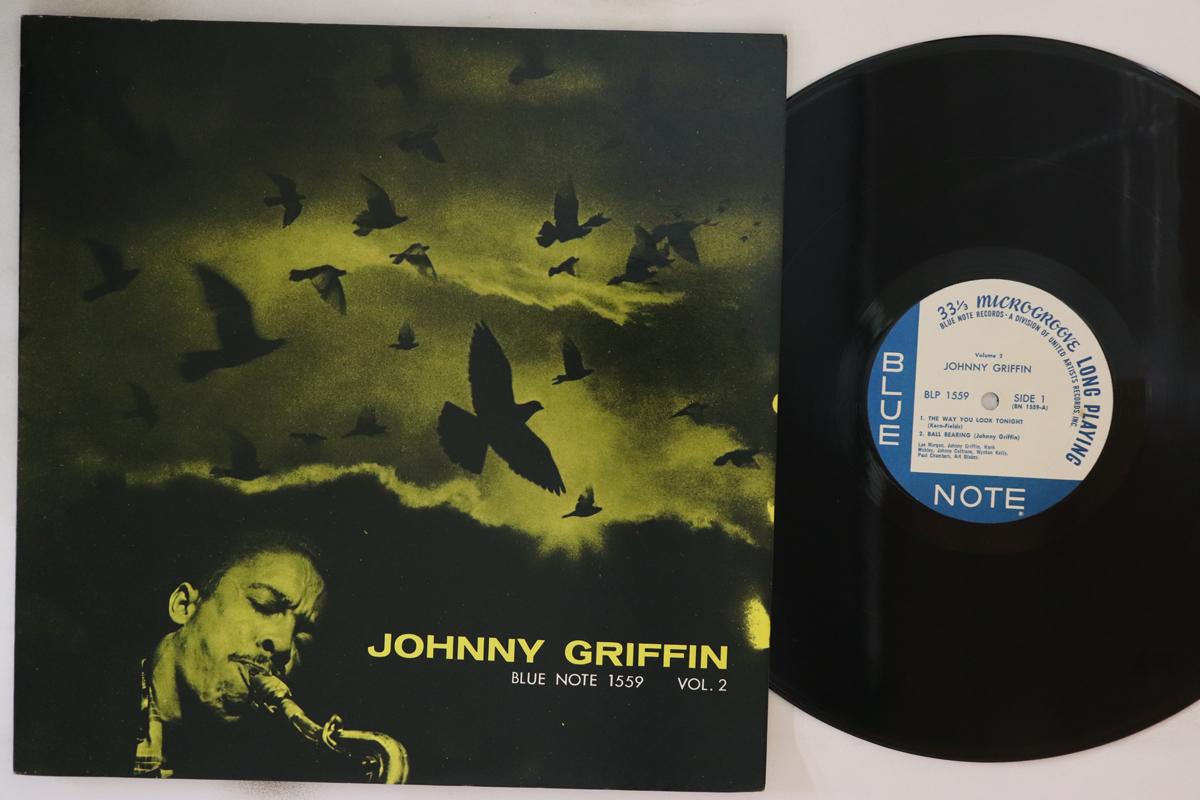 JOHNNY GRIFFIN
BLUE NOTE 1559 VOL. 2
33⅓ MICROGROOVE LONG PLAYING
BLUE NOTE RECORDS · A DIVISION OF UNITED ARTISTS RECORDS, INC.
Volume 2
JOHNNY GRIFFIN
BLP 1559
SIDE 1
(BN 1559-A)
1. THE WAY YOU LOOK TONIGHT
(Kern-Fields)
2. BALL BEARING (Johnny Griffin)
Lee Morgan, Johnny Griffin, Hank
Mobley, Johnny Coltrane, Wynton Kelly,
Paul Chambers, Art Blakey
BLUE
NOTE